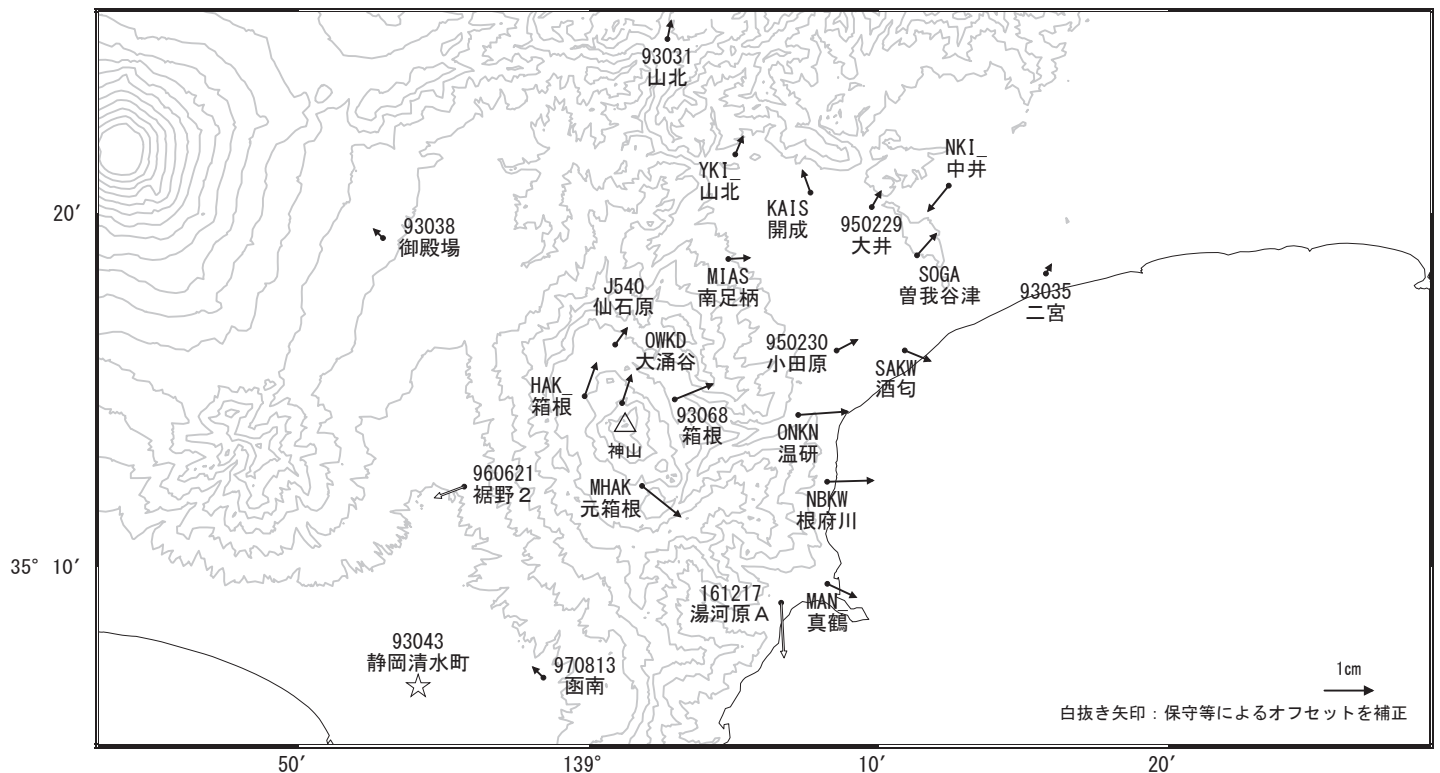 93031
山北
YKI_
山北
NKI_
中井
KAIS
開成
950229
大井
20′
93038
御殿場
SOGA
曽我谷津
MIAS
南足柄
93035
二宮
J540
仙石原
OWKD
大涌谷
950230
小田原
SAKW
酒匂
HAK_
箱根
93068
箱根
神山
ONKN
温研
960621
裾野２
MHAK
元箱根
NBKW
根府川
35° 10′
161217
湯河原Ａ
MAN_
真鶴
93043
静岡清水町
970813
函南
1cm
白抜き矢印：保守等によるオフセットを補正
50′ 139° 10′ 20′